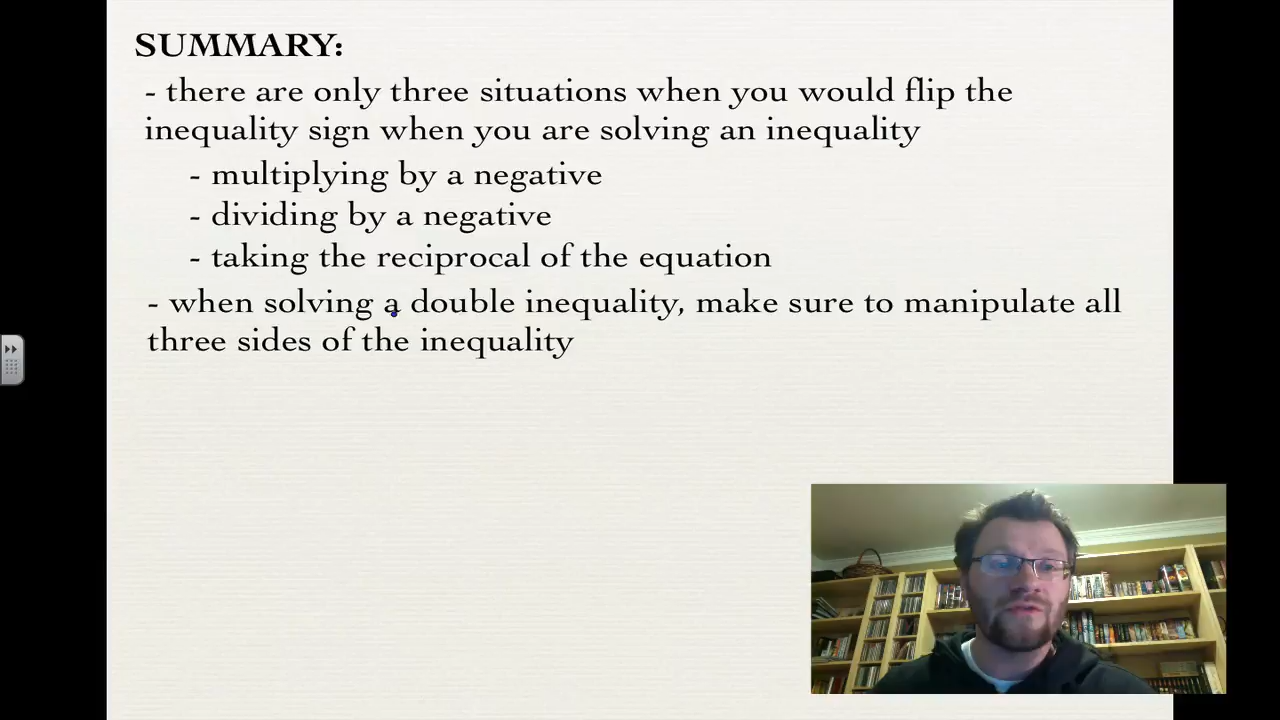 SUMMARY:
- there are only three situations when you would flip the
inequality sign when you are solving an inequality
- multiplying by a negative
- dividing by a negative
- taking the reciprocal of the equation
- when solving a double inequality, make sure to manipulate all
three sides of the inequality